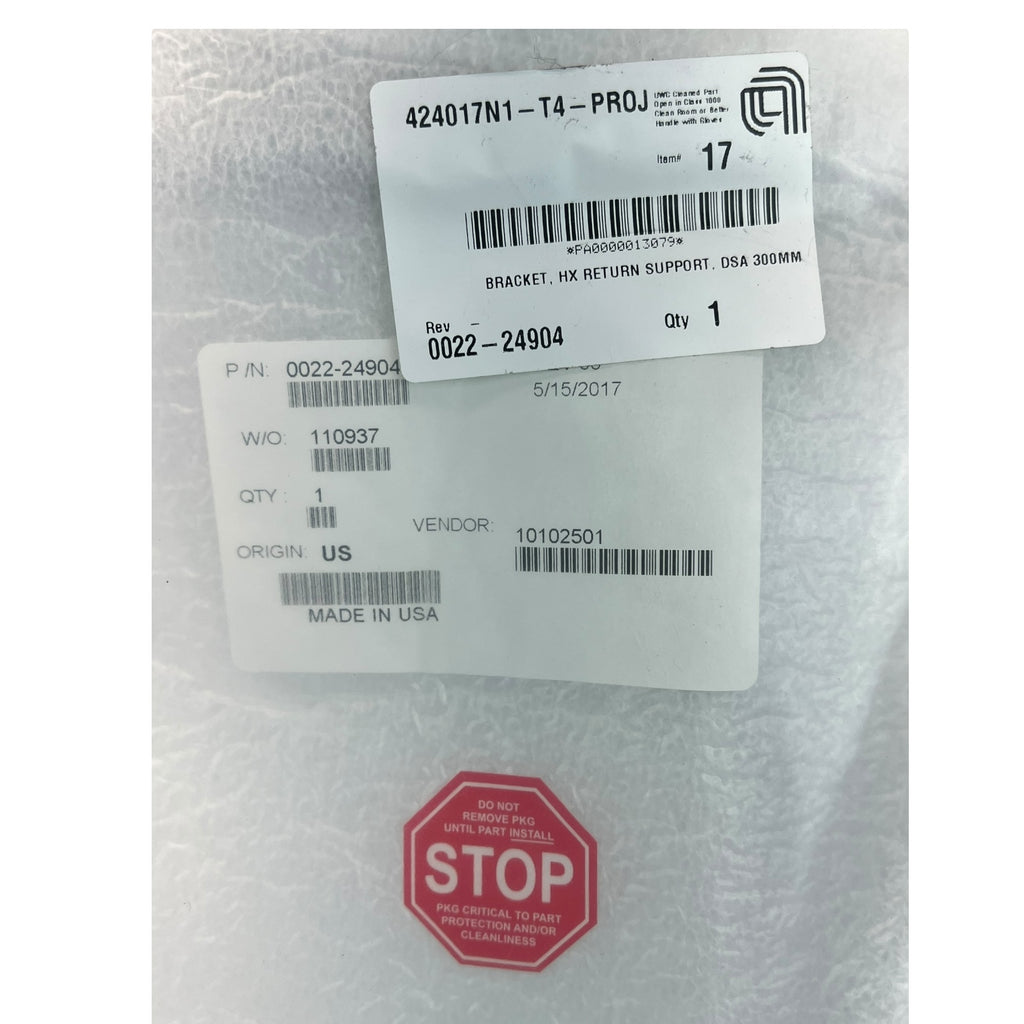 424017N1-T4-PROJ
UWC Cleaned Part
Open in Class 1000
Clean Room or Better
Handle with Gloves
Item# 17
*PA0000013079*
BRACKET, HX RETURN SUPPORT. DSA 300MM
Rev -
0022-24904
Qty 1
P/N: 0022-24904
5/15/2017
W/O: 110937
QTY : 1
VENDOR: 10102501
ORIGIN: US
MADE IN USA
DO NOT
REMOVE PKG
UNTIL PART INSTALL
STOP
PKG CRITICAL TO PART
PROTECTION AND/OR
CLEANLINESS